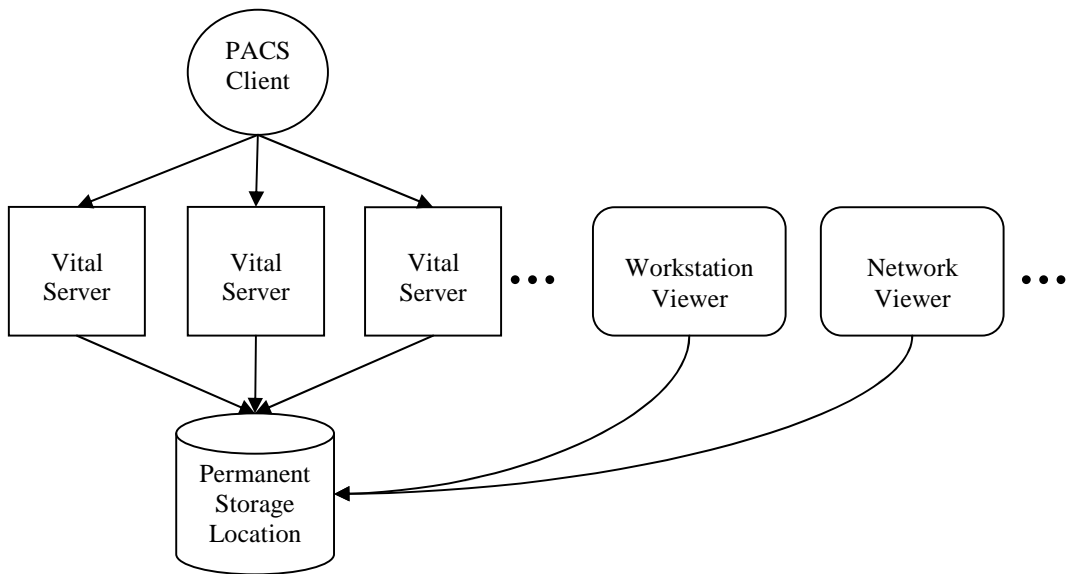 PACS
Client
Vital
Server
Vital
Server
Vital
Server
...
Workstation
Viewer
Network
Viewer
...
Permanent
Storage
Location